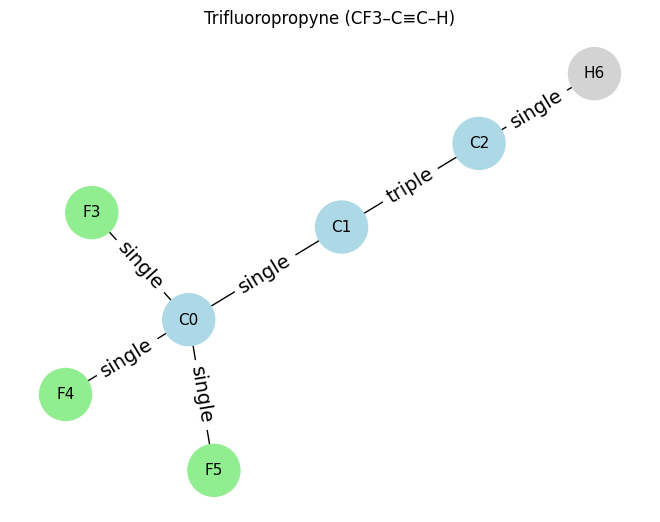 Trifluoropropyne (CF3–C≡C–H)
H6
single
C2
triple
F3
C1
single
single
C0
single
F4
single
F5